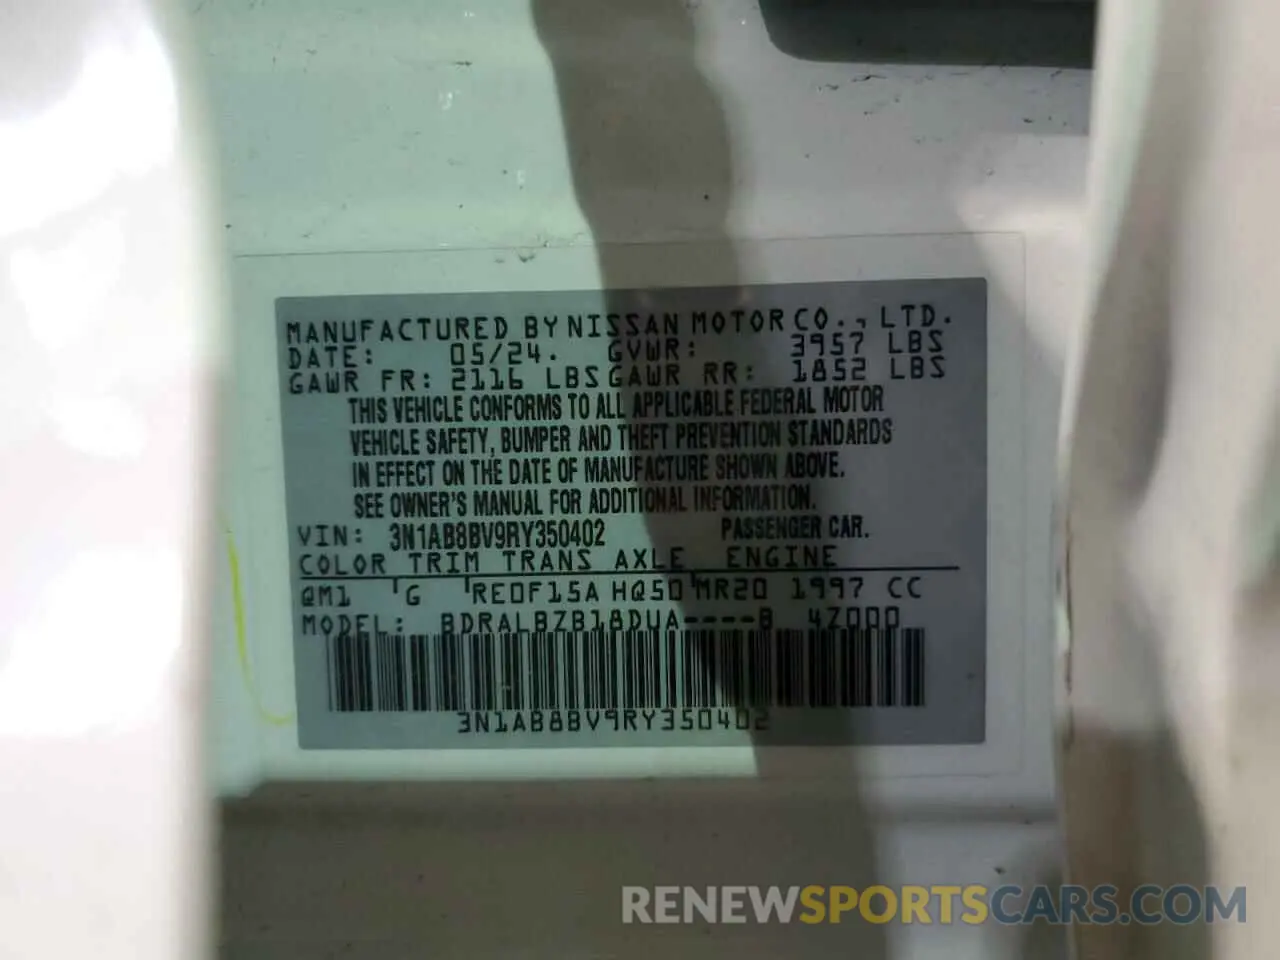 MANUFACTURED BY NISSAN MOTOR CO., LTD.
DATE: 05/24. GVWR: 3957 LBS
GAWR FR: 2116 LBS GAWR RR: 1852 LBS
THIS VEHICLE CONFORMS TO ALL APPLICABLE FEDERAL MOTOR
VEHICLE SAFETY, BUMPER AND THEFT PREVENTION STANDARDS
IN EFFECT ON THE DATE OF MANUFACTURE SHOWN ABOVE.
SEE OWNER'S MANUAL FOR ADDITIONAL INFORMATION.
VIN: 3N1AB8BV9RY350402 PASSENGER CAR.
COLOR TRIM TRANS AXLE ENGINE
QM1 G RE0F15A HQ50 MR20 1997 CC
MODEL: BDRALBZB18DUA----B 4Z000
3N1AB8BV9RY350402
RENEWSPORTSCARS.COM